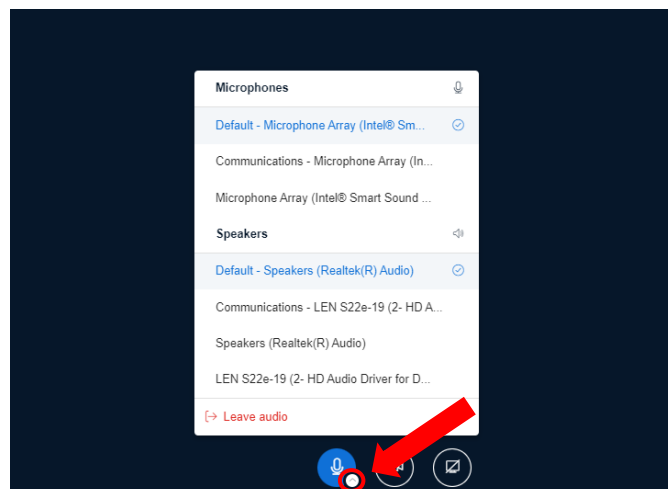 Microphones
Default - Microphone Array (Intel® Sm...
Communications - Microphone Array (In...
Microphone Array (Intel® Smart Sound ...
Speakers
Default - Speakers (Realtek(R) Audio)
Communications - LEN S22e-19 (2- HD A...
Speakers (Realtek(R) Audio)
LEN S22e-19 (2- HD Audio Driver for D...
Leave audio